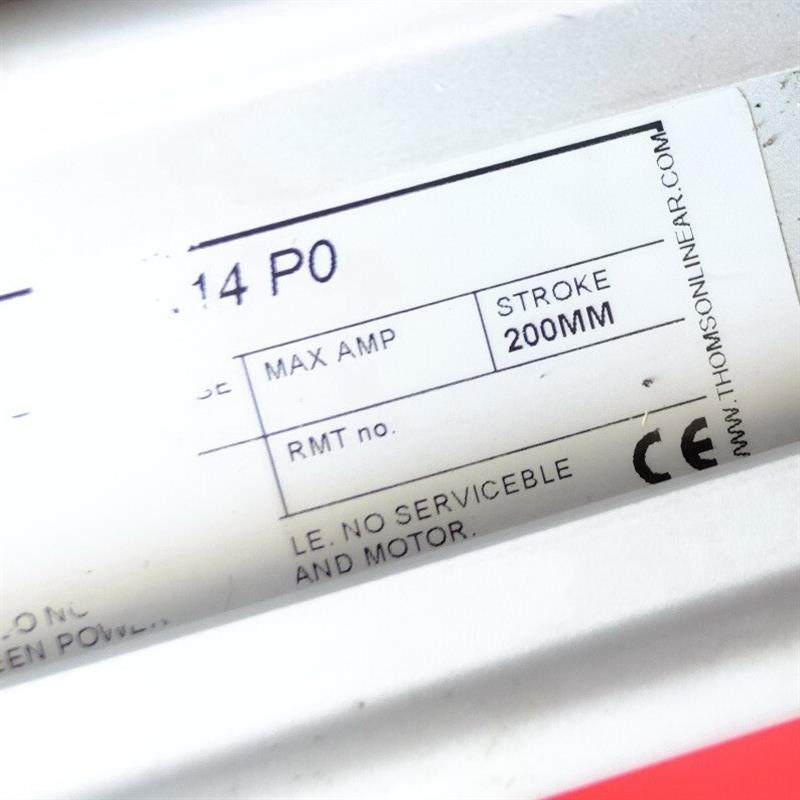 .14 P0
STROKE
200MM
MAX AMP
RMT no.
LE. NO SERVICEBLE
AND MOTOR.
CE
WWW.THOMSONLINEAR.COM